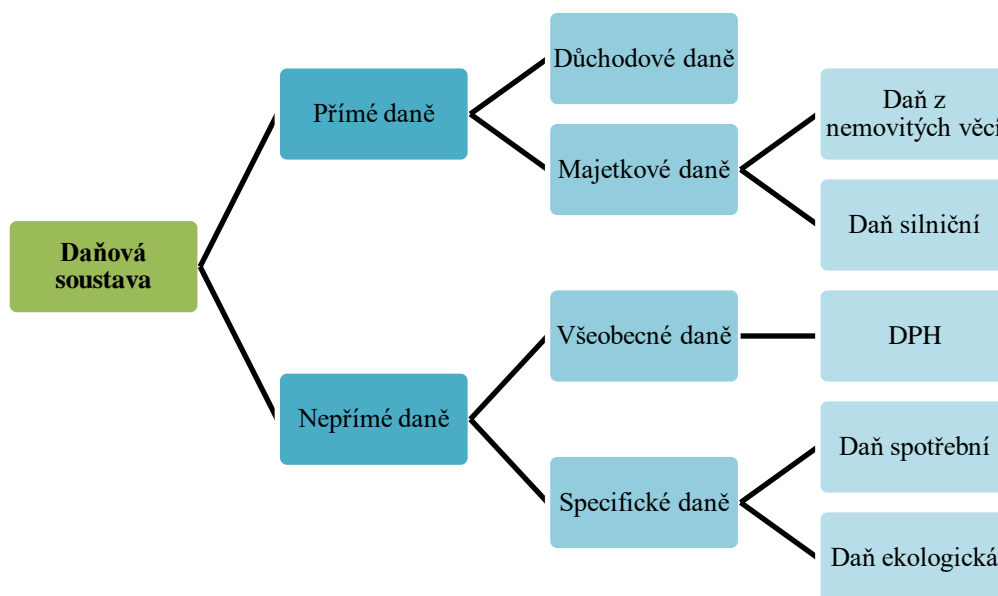 Daňová
soustava
Přímé daně
Důchodové daně
Majetkové daně
Daň z
nemovitých věcí
Daň silniční
Nepřímé daně
Všeobecné daně
DPH
Specifické daně
Daň spotřební
Daň ekologická